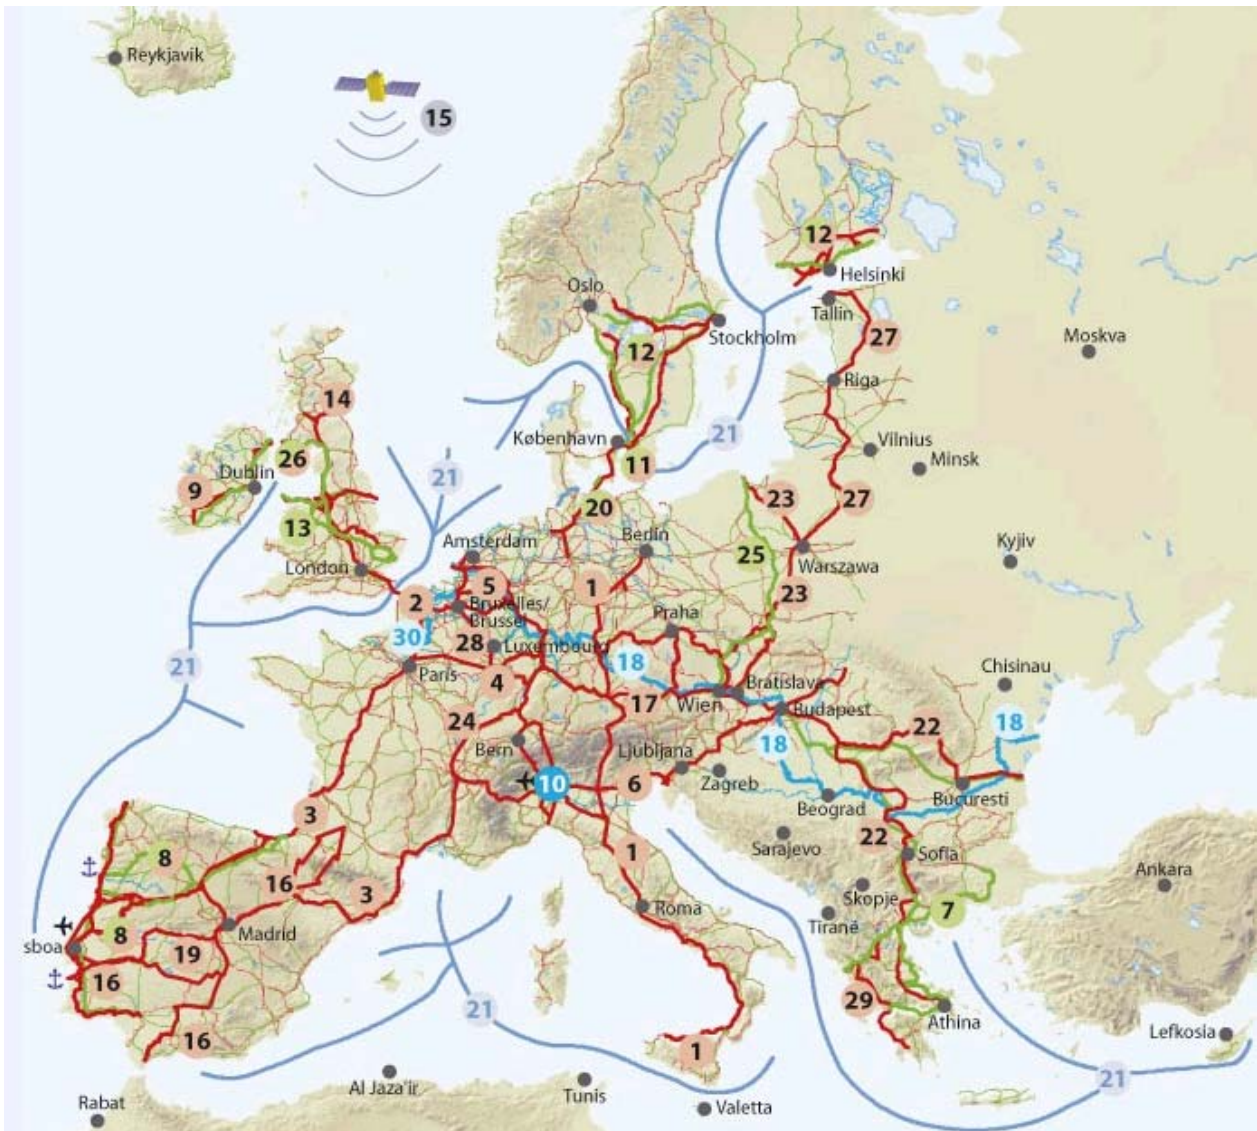 Reykjavik
15
12
Helsinki
Oslo
Tallin
Stockholm
27
Moskva
12
Riga
14
København
21
Vilnius
26
11
Minsk
Dublin
21
9
23
27
20
13
Amsterdam
Berlin
25
Kyjiv
London
Warszawa
5
1
23
2
Bruxelles/
Brussel
Praha
30
28
Luxembourg
18
Paris
21
Chisinau
4
Bratislava
Wien
17
Budapest
24
22
18
Bern
18
Ljubljana
10
6
Zagreb
Bucuresti
Beograd
3
22
1
Sarajevo
Sofia
8
Ankara
16
3
Skopje
7
Roma
Tiranë
8
Madrid
sboa
19
16
21
29
Athina
16
Lefkosia
1
21
Al Jaza'ir
Tunis
Rabat
Valetta